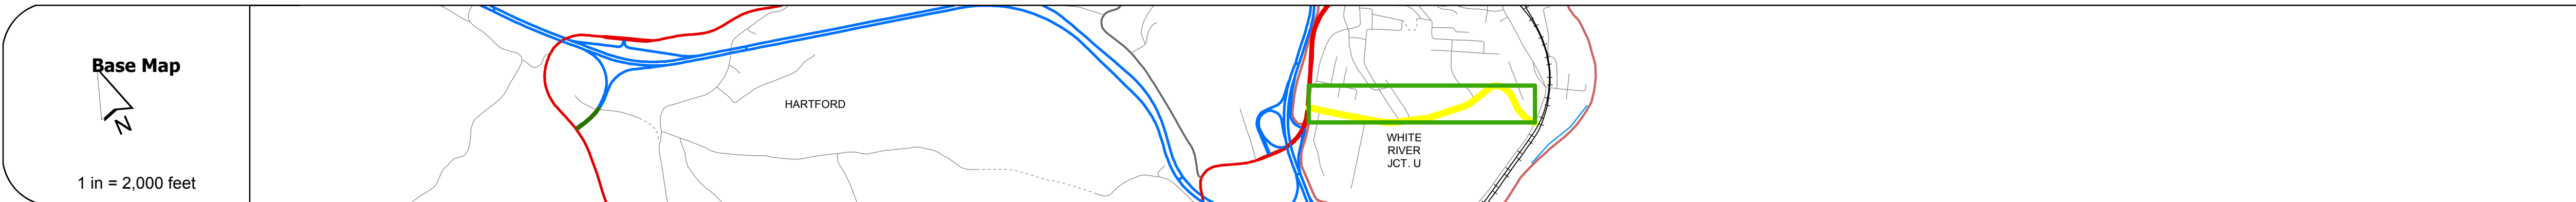 Base Map
N
1 in = 2,000 feet
HARTFORD
WHITE
RIVER
JCT. U